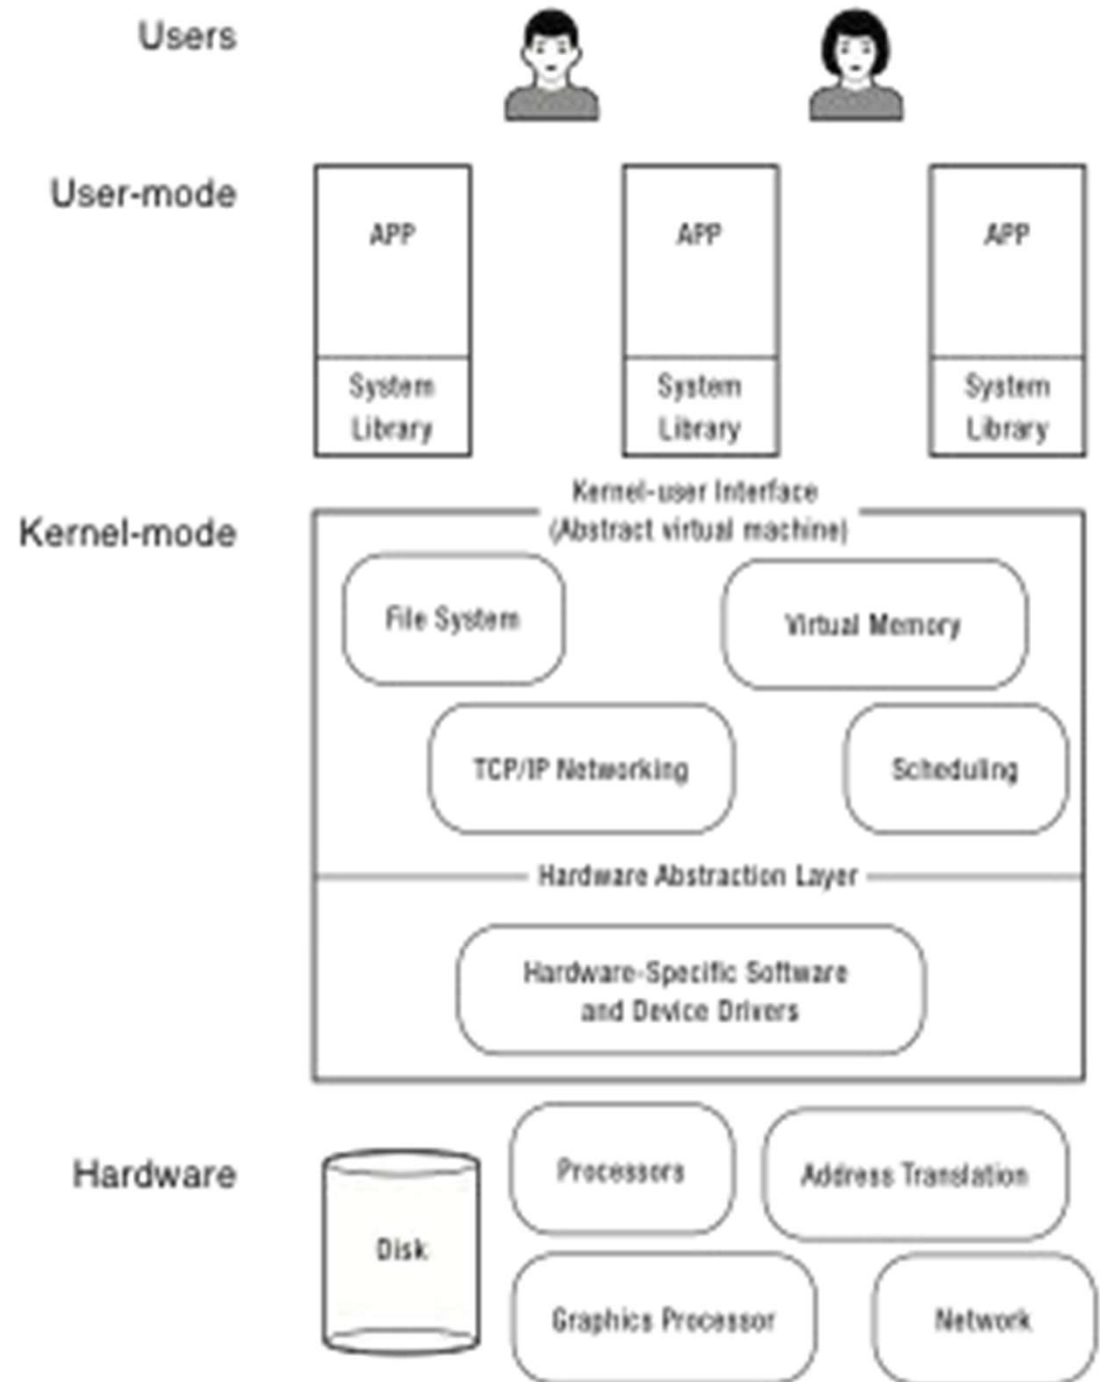 Users
User-mode
APP
APP
APP
System
Library
System
Library
System
Library
Kernel-user Interface
(Abstract virtual machine)
Kernel-mode
File System
Virtual Memory
TCP/IP Networking
Scheduling
Hardware Abstraction Layer
Hardware-Specific Software
and Device Drivers
Hardware
Processors
Address Translation
Disk
Graphics Processor
Network